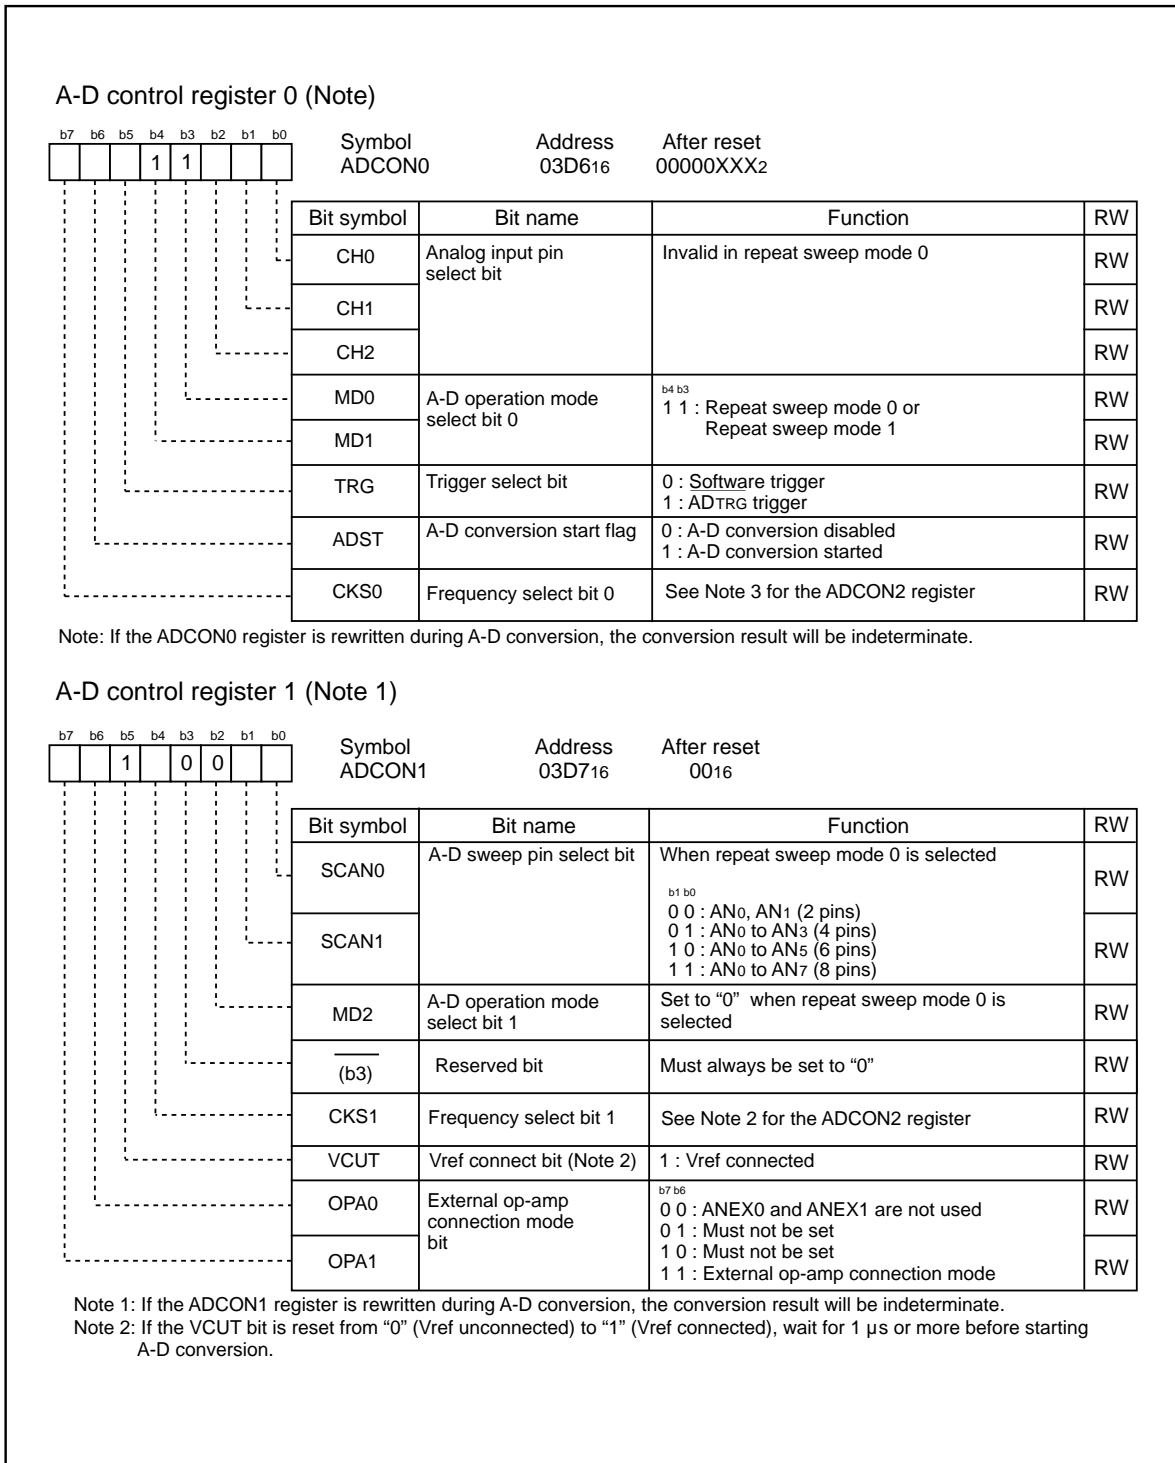 A-D control register 0 (Note)
b7 b6 b5 b4 b3 b2 b1 b0
1 1
Symbol Address After reset
ADCON0 03D616 00000XXX2
Bit symbol Bit name Function RW
CH0 Analog input pin select bit Invalid in repeat sweep mode 0 RW
CH1 RW
CH2 RW
MD0 A-D operation mode select bit 0 b4 b3 RW
1 1 : Repeat sweep mode 0 or
Repeat sweep mode 1
MD1 RW
TRG Trigger select bit 0 : Software trigger RW
1 : ADTRG trigger
ADST A-D conversion start flag 0 : A-D conversion disabled RW
1 : A-D conversion started
CKS0 Frequency select bit 0 See Note 3 for the ADCON2 register RW
Note: If the ADCON0 register is rewritten during A-D conversion, the conversion result will be indeterminate.
A-D control register 1 (Note 1)
b7 b6 b5 b4 b3 b2 b1 b0
1 0 0
Symbol Address After reset
ADCON1 03D716 0016
Bit symbol Bit name Function RW
SCAN0 A-D sweep pin select bit When repeat sweep mode 0 is selected RW
b1 b0
0 0 : AN0, AN1 (2 pins)
0 1 : AN0 to AN3 (4 pins)
SCAN1 1 0 : AN0 to AN5 (6 pins) RW
1 1 : AN0 to AN7 (8 pins)
MD2 A-D operation mode select bit 1 Set to “0” when repeat sweep mode 0 is selected RW
(b3) Reserved bit Must always be set to “0” RW
CKS1 Frequency select bit 1 See Note 2 for the ADCON2 register RW
VCUT Vref connect bit (Note 2) 1 : Vref connected RW
OPA0 External op-amp connection mode bit b7 b6 RW
0 0 : ANEX0 and ANEX1 are not used
0 1 : Must not be set
OPA1 1 0 : Must not be set RW
1 1 : External op-amp connection mode
Note 1: If the ADCON1 register is rewritten during A-D conversion, the conversion result will be indeterminate.
Note 2: If the VCUT bit is reset from “0” (Vref unconnected) to “1” (Vref connected), wait for 1 µs or more before starting
A-D conversion.